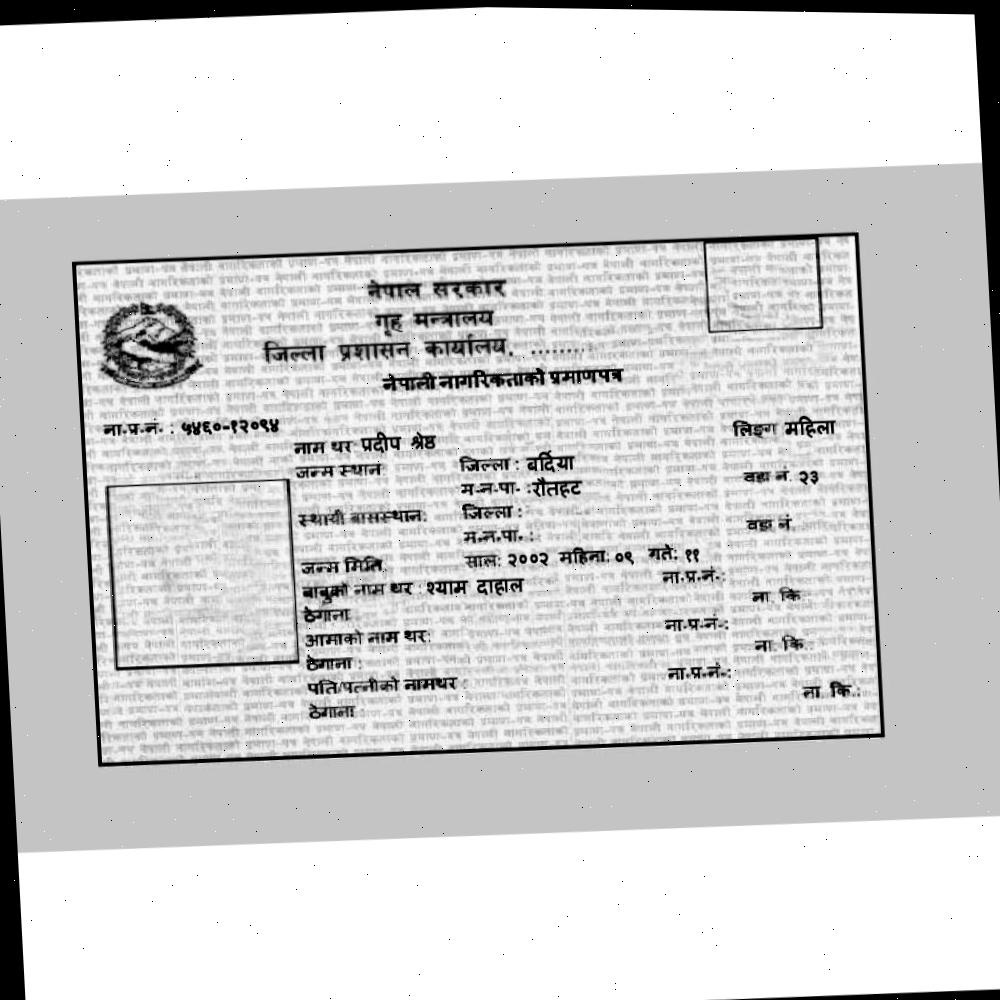 नेपाल सरकार
गृह मन्त्रालय
जिल्ला प्रशासन कार्यालय, .........
नेपाली नागरिकताको प्रमाणपत्र
ना.प्र.नं. : ५४६०-१२०९४
लिङ्ग महिला
नाम थर प्रदीप श्रेष्ठ
जन्म स्थान: जिल्ला : बर्दिया
म.न.पा. :रौतहट वडा नं. २३
स्थायी बासस्थान: जिल्ला :
म.न.पा. : वडा नं.
जन्म मिति: साल: २००२ महिना: ०९ गते: ११
बाबुको नाम थर : श्याम दाहाल ना.प्र.नं.:
ठेगाना: ना. कि.:
आमाको नाम थर: ना.प्र.नं.:
ठेगाना : ना. कि.:
पति/पत्नीको नामथर : ना.प्र.नं.:
ठेगाना : ना. कि.: